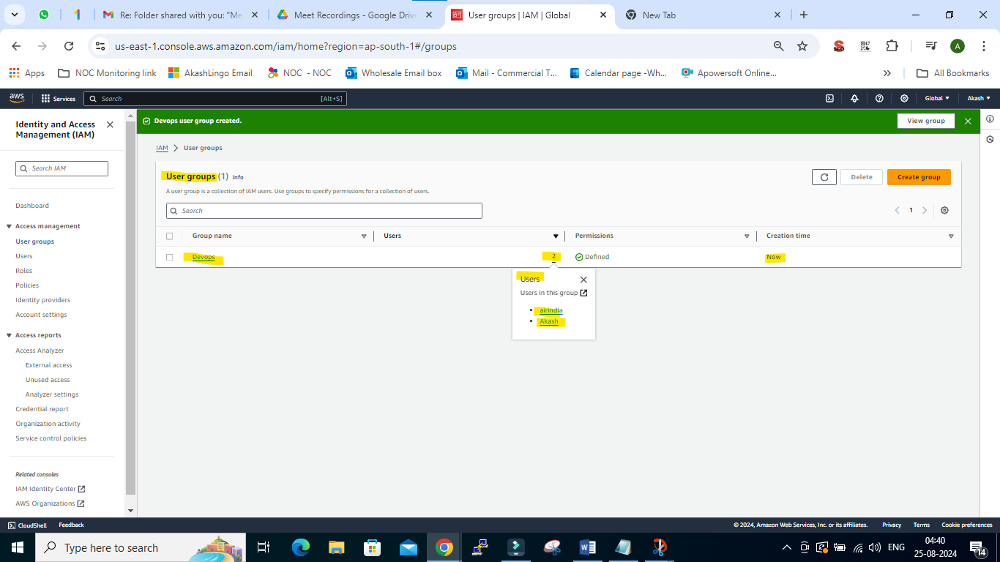 Re: Folder shared with you: "Me
Meet Recordings - Google Drive
User groups | IAM | Global
New Tab
us-east-1.console.aws.amazon.com/iam/home?region=ap-south-1#/groups
SEO
A
Apps
NOC Monitoring link
AkashLingo Email
NOC - NOC
Wholesale Email box
Mail - Commercial T...
Calendar page -Wh...
Apowersoft Online...
All Bookmarks
aws
Services
Search
[Alt+S]
Global
Akash
Identity and Access
Management (IAM)
Devops user group created.
View group
IAM
User groups
Search IAM
User groups (1)
Info
Delete
Create group
A user group is a collection of IAM users. Use groups to specify permissions for a collection of users.
Search
1
Dashboard
Access management
User groups
Users
Roles
Policies
Identity providers
Account settings
Access reports
Access Analyzer
External access
Unused access
Analyzer settings
Credential report
Organization activity
Service control policies
Related consoles
IAM Identity Center
AWS Organizations
Group name
Users
Permissions
Creation time
Devops
2
Defined
Now
Users
Users in this group
airindia
Akash
CloudShell
Feedback
© 2024, Amazon Web Services, Inc. or its affiliates.
Privacy
Terms
Cookie preferences
Type here to search
ENG
04:40
25-08-2024
14